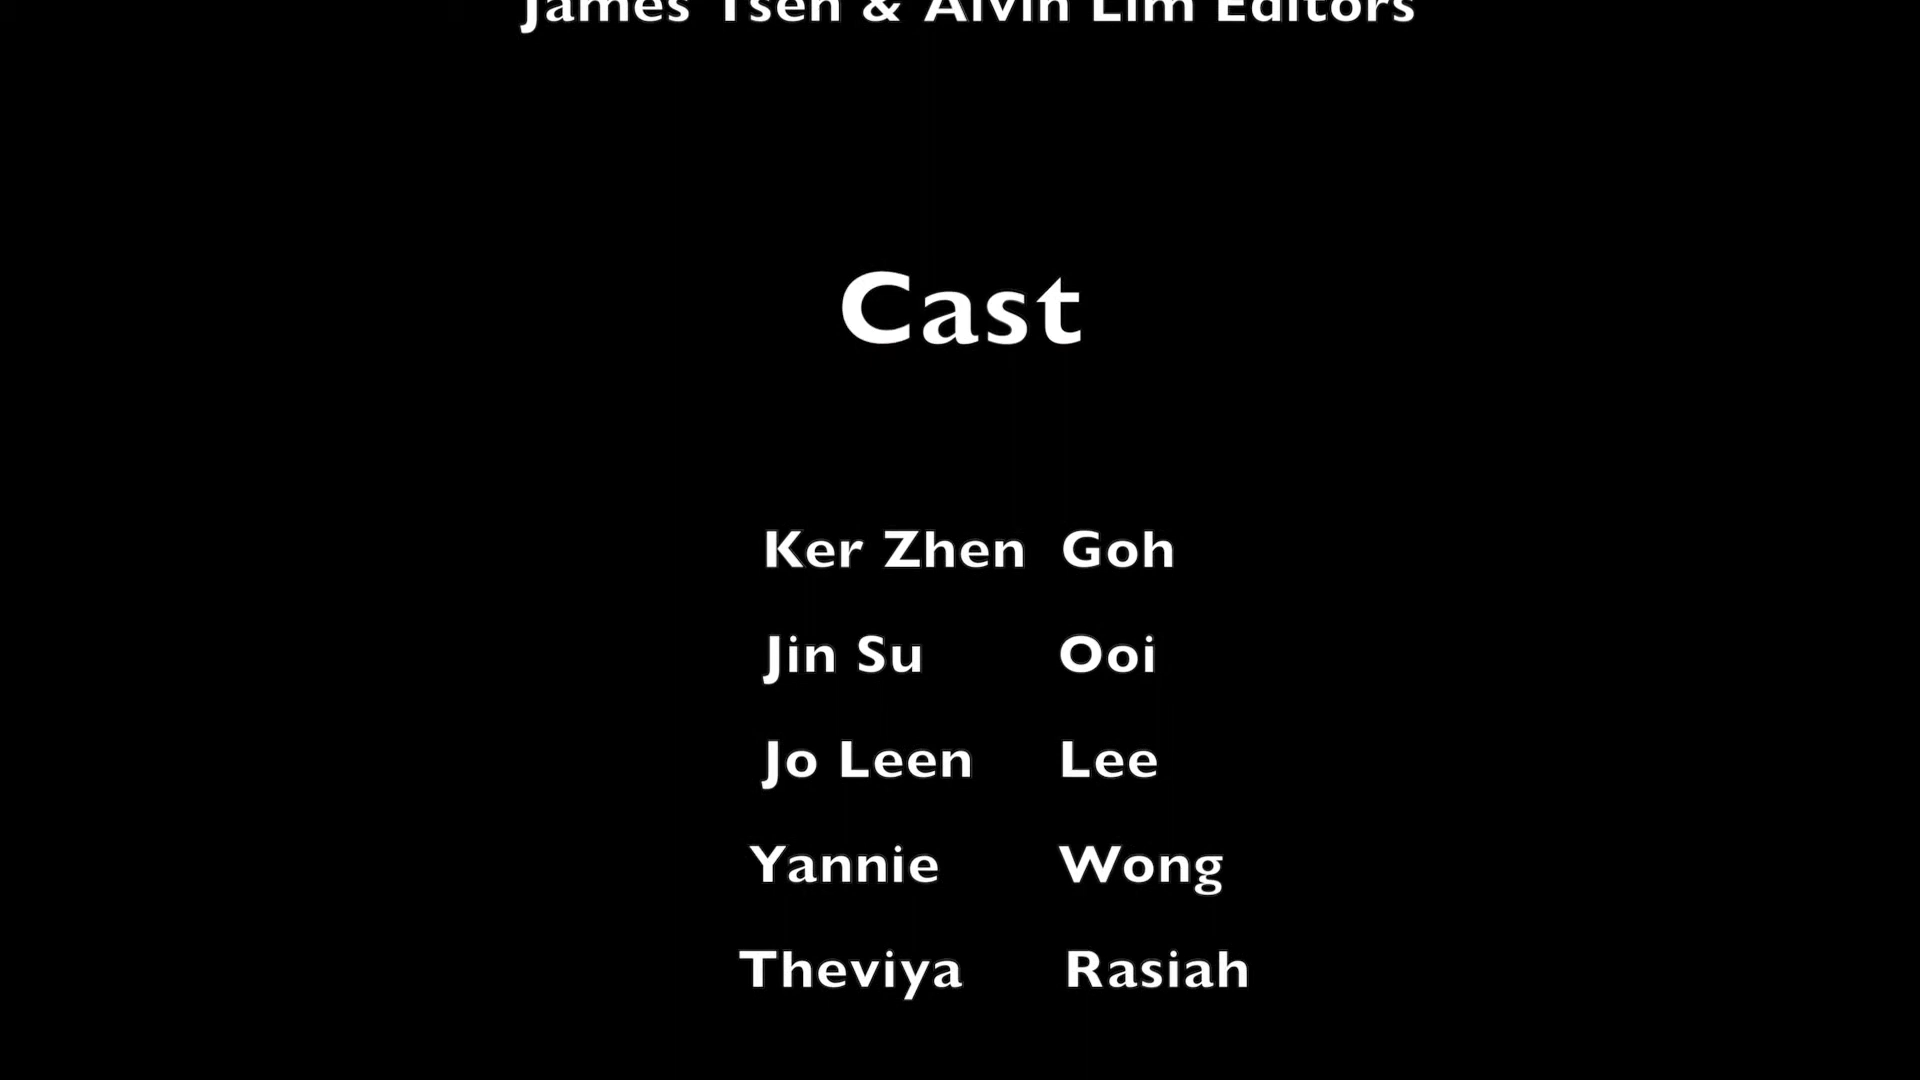 James Tsen & Alvin Lim Editors
Cast
Ker Zhen Goh
Jin Su Ooi
Jo Leen Lee
Yannie Wong
Theviya Rasiah